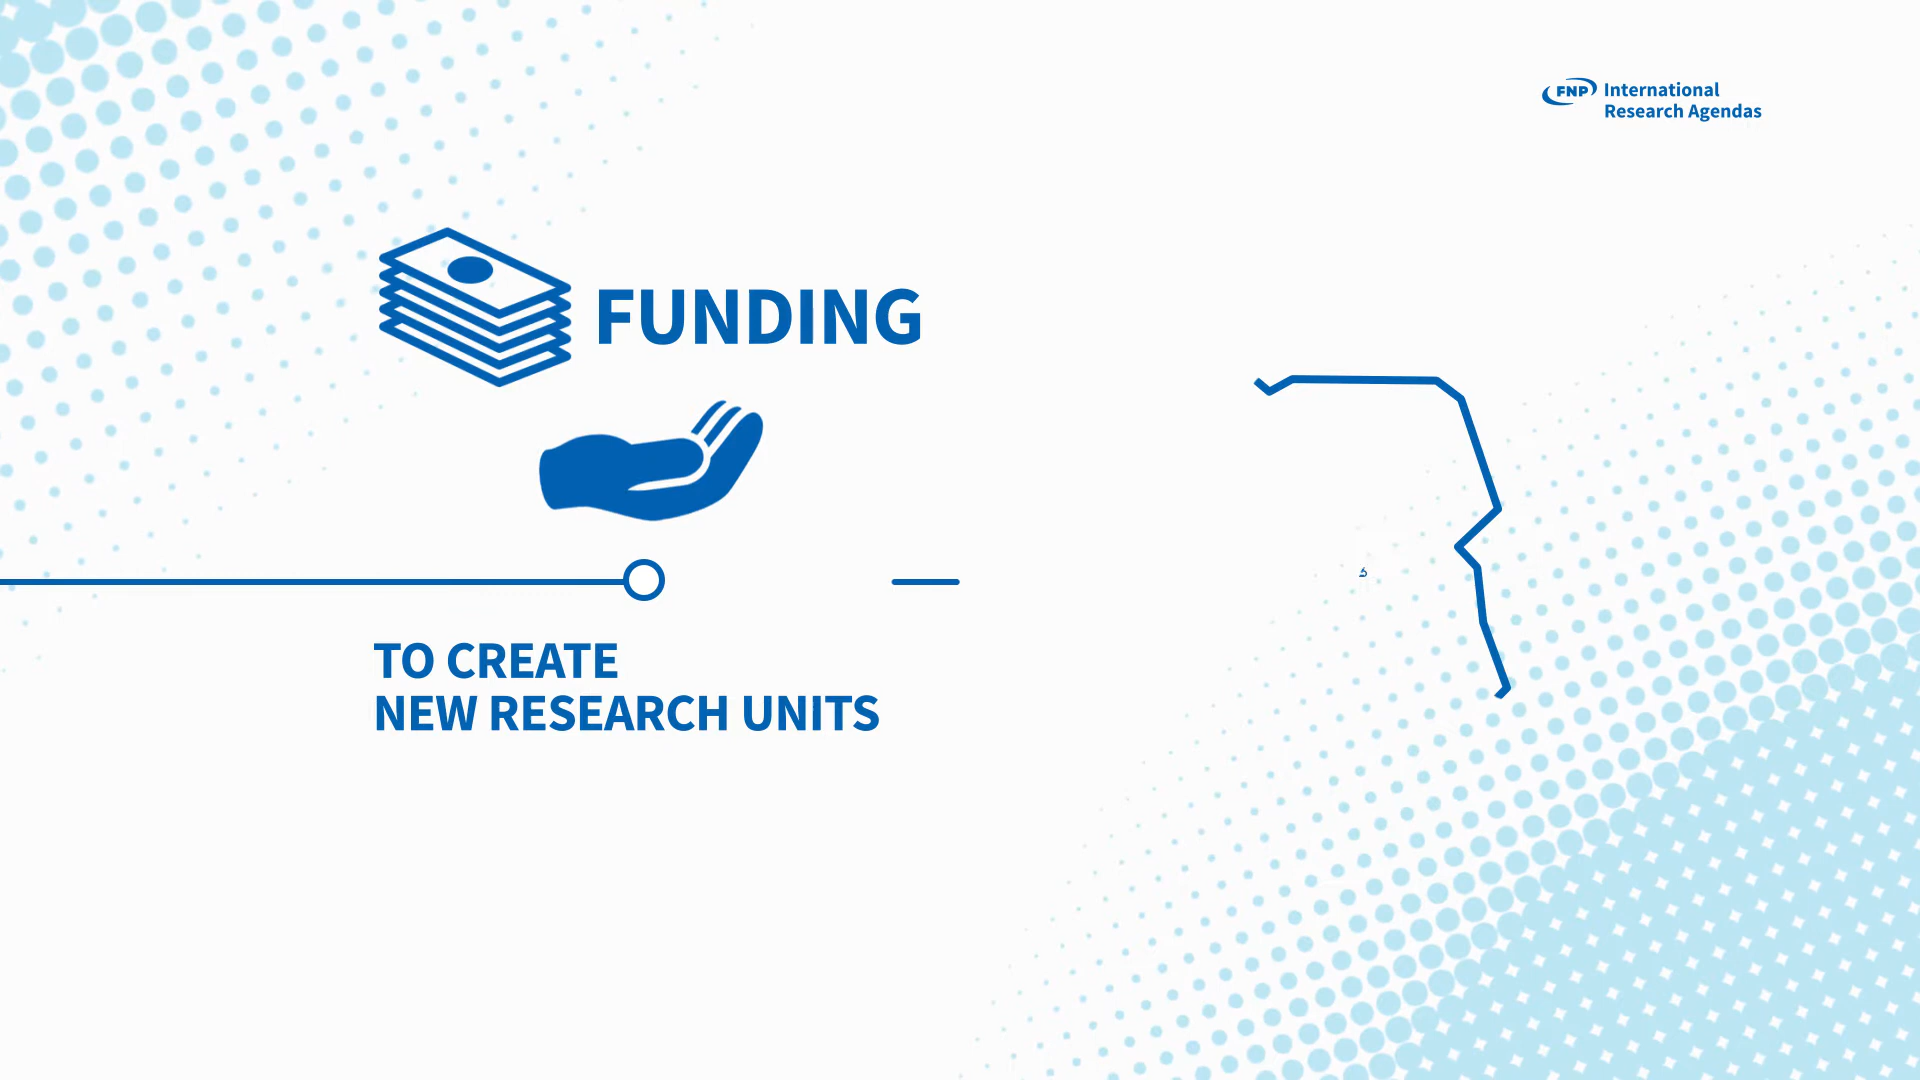 FNP International
Research Agendas
FUNDING
TO CREATE
NEW RESEARCH UNITS